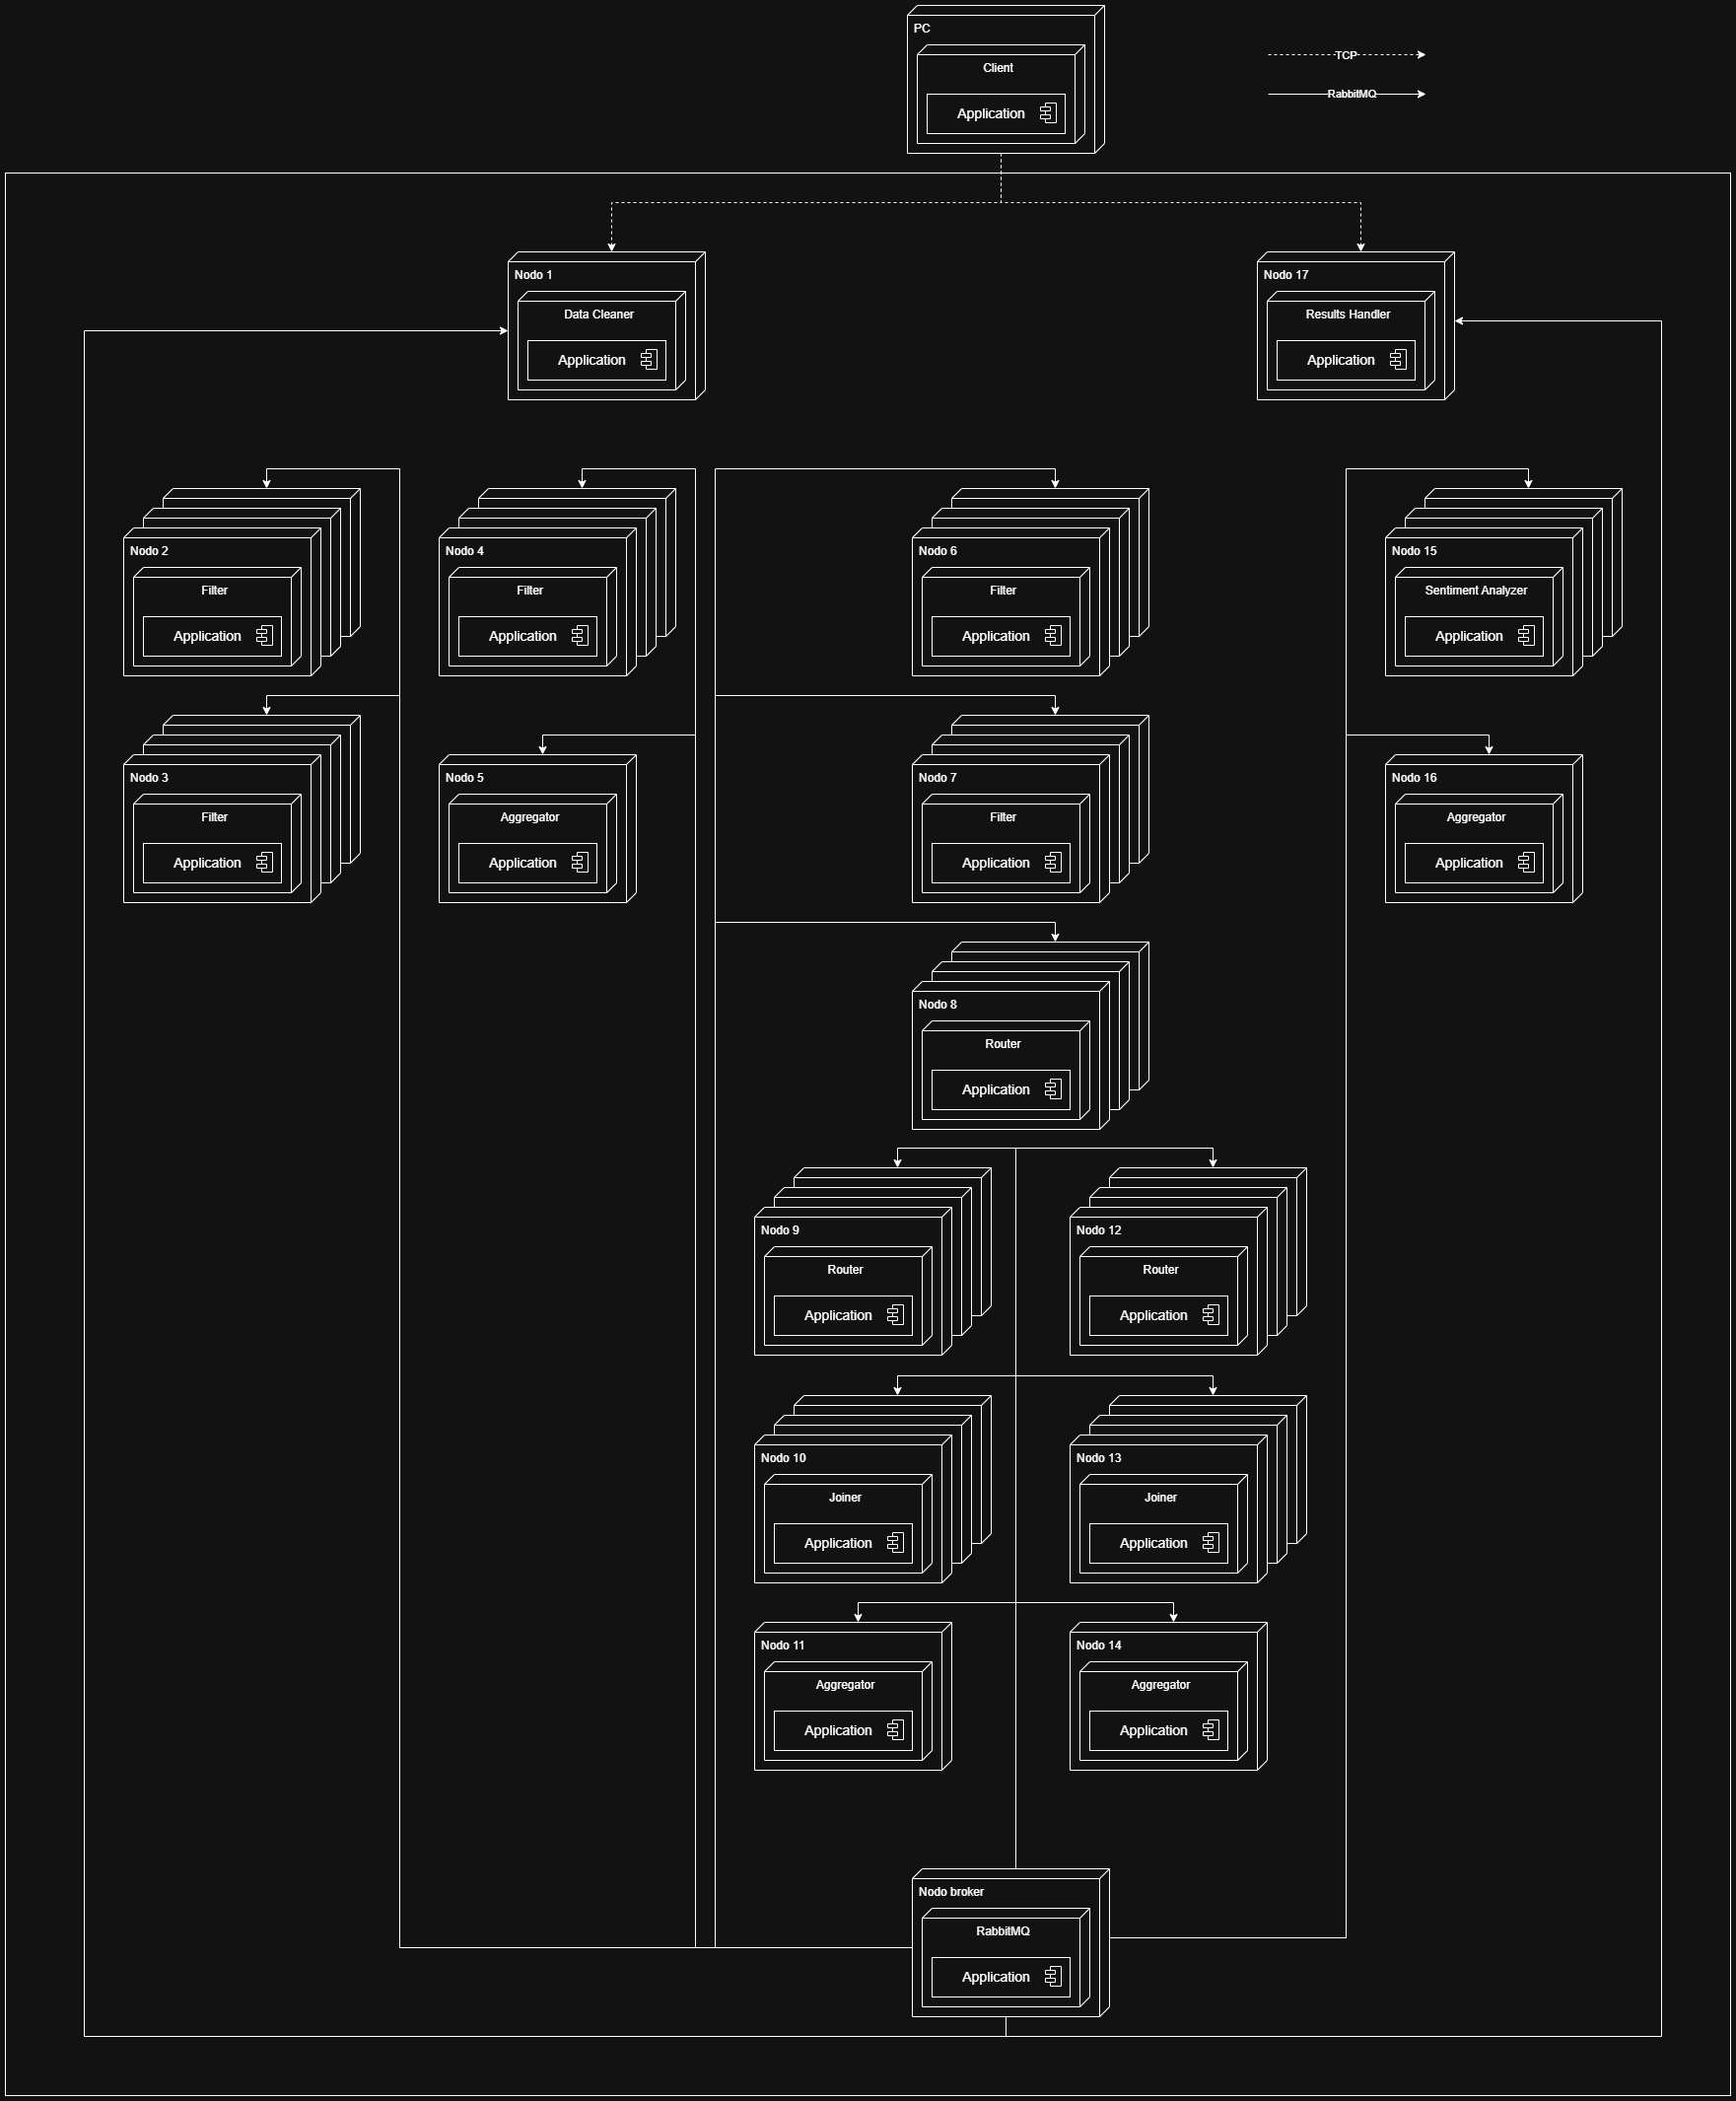 PC
Client
Application
TCP
RabbitMQ
Nodo 1
Data Cleaner
Application
Nodo 17
Results Handler
Application
Nodo 2
Filter
Application
Nodo 4
Filter
Application
Nodo 6
Filter
Application
Nodo 15
Sentiment Analyzer
Application
Nodo 3
Filter
Application
Nodo 5
Aggregator
Application
Nodo 7
Filter
Application
Nodo 16
Aggregator
Application
Nodo 8
Router
Application
Nodo 9
Router
Application
Nodo 12
Router
Application
Nodo 10
Joiner
Application
Nodo 13
Joiner
Application
Nodo 11
Aggregator
Application
Nodo 14
Aggregator
Application
Nodo broker
RabbitMQ
Application